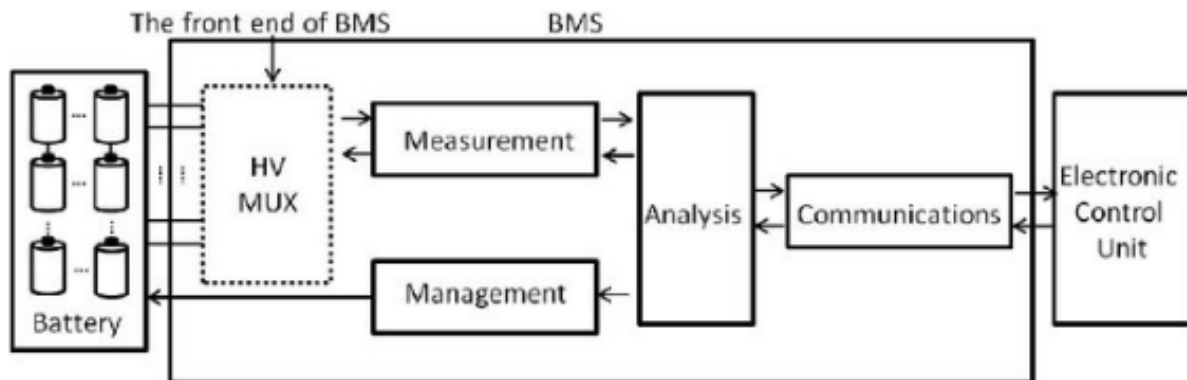 The front end of BMS
BMS
HV
MUX
Measurement
Management
Analysis
Communications
Electronic
Control
Unit
Battery